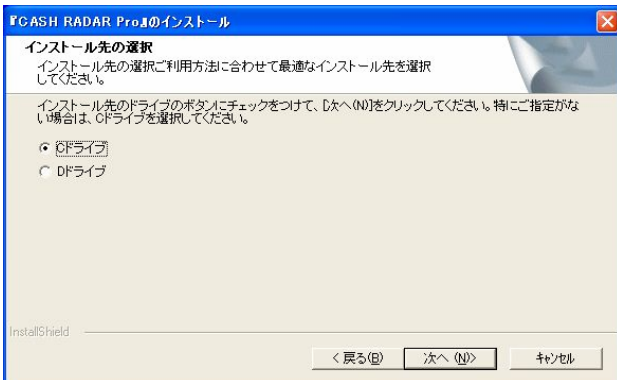 『CASH RADAR Pro』のインストール
インストール先の選択
インストール先の選択ご利用方法に合わせて最適なインストール先を選択
してください。
インストール先のドライブのボタンにチェックをつけて、[次へ(N)]をクリックしてください。特にご指定がな
い場合は、Cドライブを選択してください。
Cドライブ
Dドライブ
InstallShield
< 戻る(B)
次へ (N)>
キャンセル